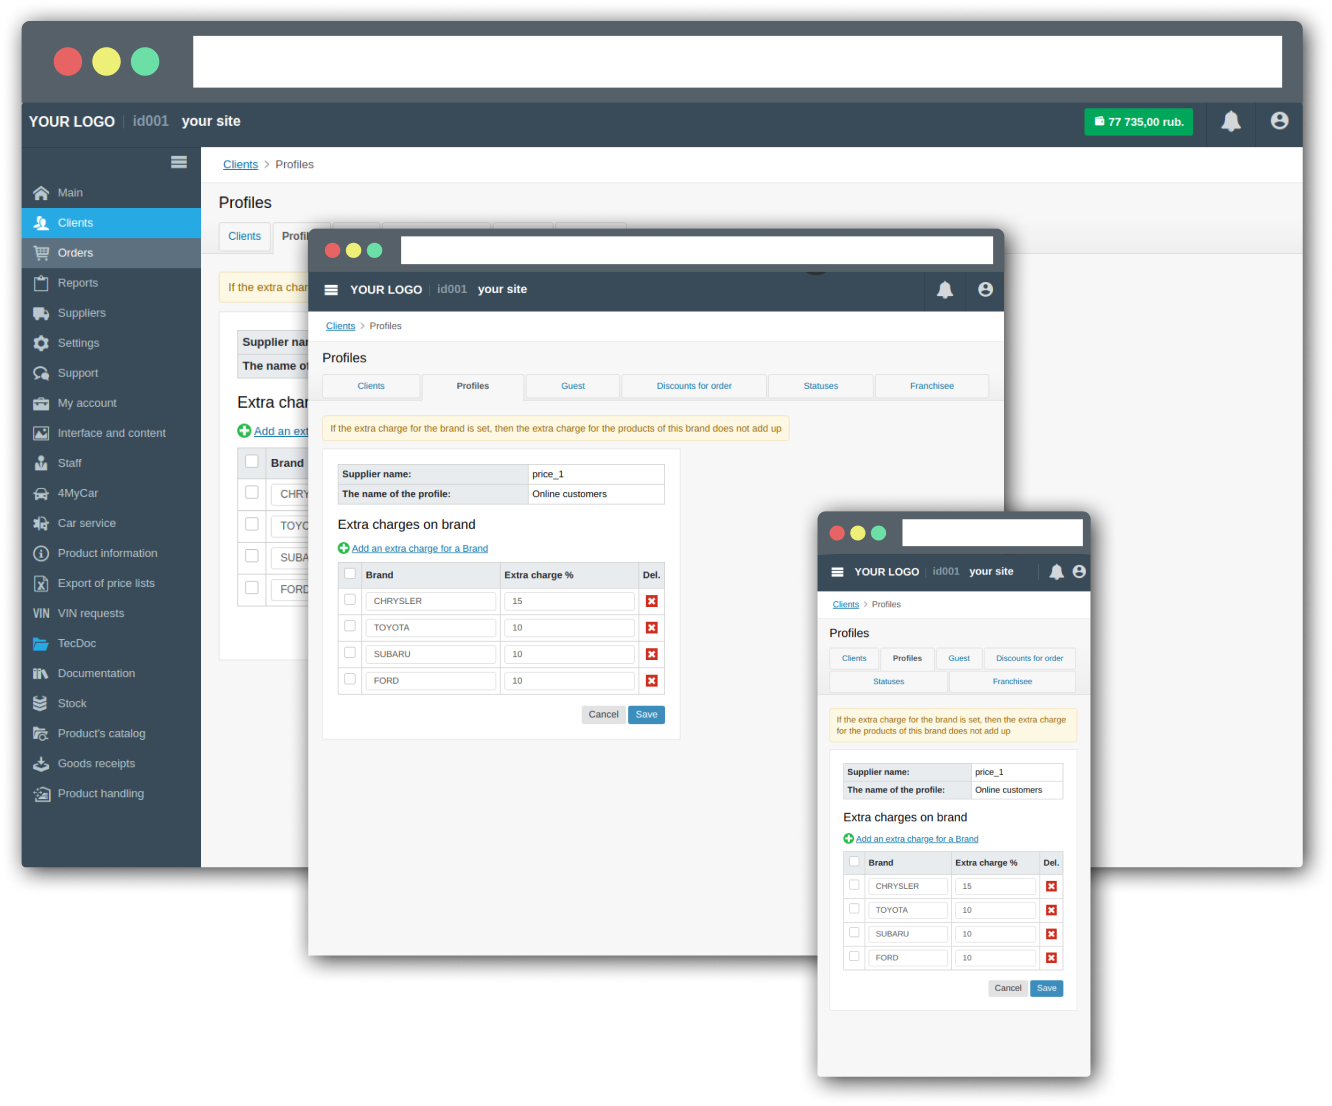 YOUR LOGO id001 your site 77 735,00 rub.
Clients > Profiles
Main
Clients
Orders
Reports
Suppliers
Settings
Support
My account
Interface and content
Staff
4MyCar
Car service
Product information
Export of price lists
VIN VIN requests
TecDoc
Documentation
Stock
Product's catalog
Goods receipts
Product handling
Profiles
Clients
If the extra
Supplier
The name
Extra
Add an
Brand
YOUR LOGO id001 your site
Clients > Profiles
Profiles
Clients Profiles Guest Discounts for order Statuses Franchisee
If the extra charge for the brand is set, then the extra charge for the products of this brand does not add up
Supplier name: price_1
The name of the profile: Online customers
Extra charges on brand
Add an extra charge for a Brand
Brand Extra charge % Del.
CHRYSLER 15
TOYOTA 10
SUBARU 10
FORD 10
Cancel Save
YOUR LOGO id001 your site
Clients > Profiles
Profiles
Clients Profiles Guest Discounts for order
Statuses Franchisee
If the extra charge for the brand is set, then the extra charge
for the products of this brand does not add up
Supplier name: price_1
The name of the profile: Online customers
Extra charges on brand
Add an extra charge for a Brand
Brand Extra charge % Del.
CHRYSLER 15
TOYOTA 10
SUBARU 10
FORD 10
Cancel Save